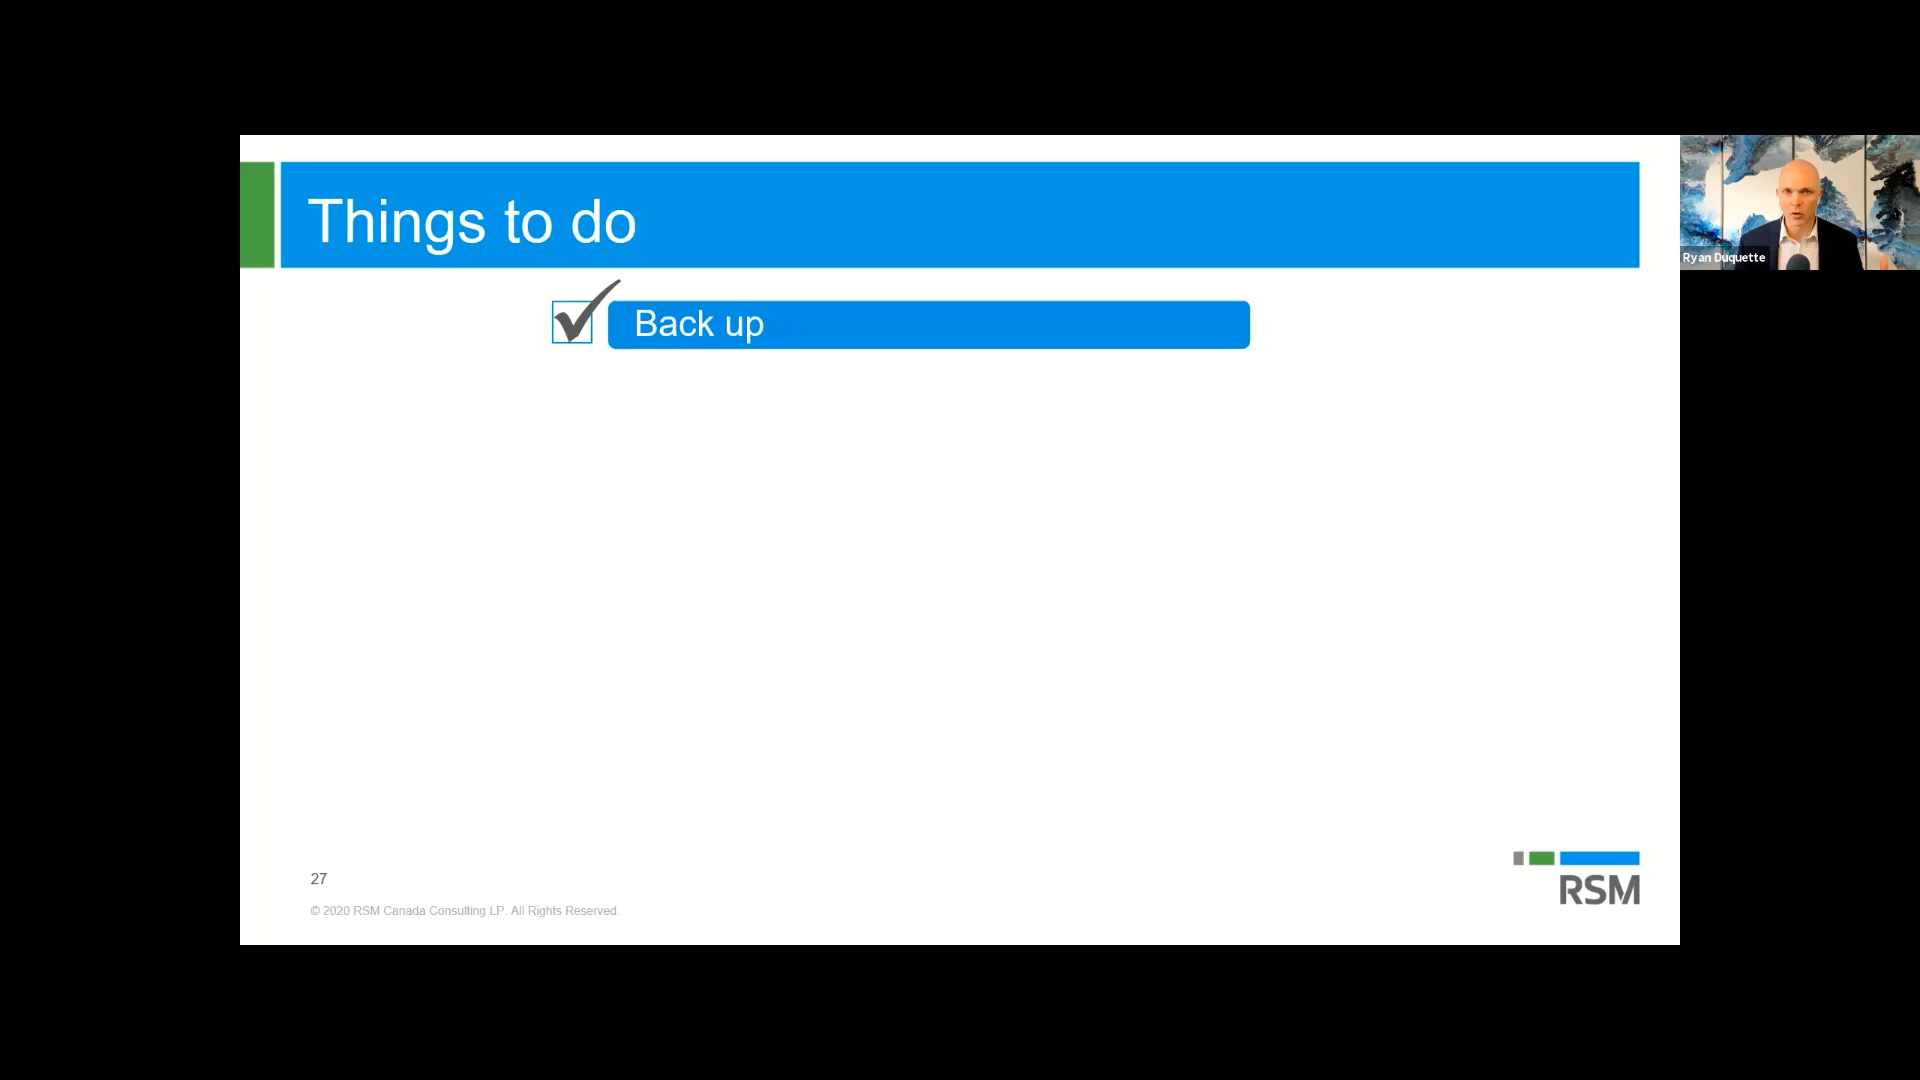 Things to do
Back up
Ryan Duquette
27
© 2020 RSM Canada Consulting LP. All Rights Reserved.
RSM